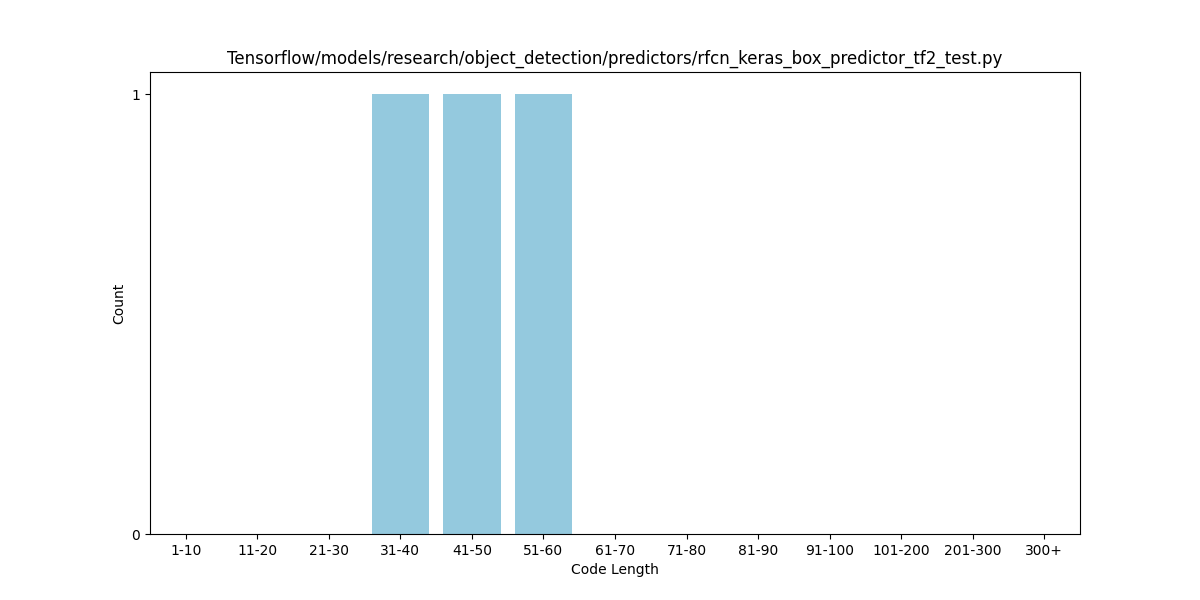 Tensorflow/models/research/object_detection/predictors/rfcn_keras_box_predictor_tf2_test.py
1
Count
0
1-10 11-20 21-30 31-40 41-50 51-60 61-70 71-80 81-90 91-100 101-200 201-300 300+
Code Length